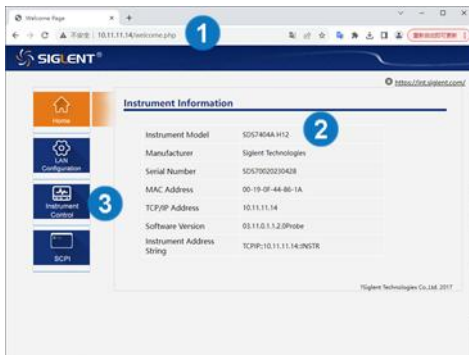 Welcome Page
10.11.11.14/welcome.php
1
SIGLENT®
https://int.siglent.com/
Home
Instrument Information
Instrument Model SDS7404A H12
2
Manufacturer Siglent Technologies
Serial Number SDS70020230428
LAN
Configuration
MAC Address 00-19-0F-44-86-1A
TCP/IP Address 10.11.11.14
Instrument
Control
3
Software Version 03.11.0.1.1.2.0Probe
Instrument Address
String
TCPIP::10.11.11.14::INSTR
SCPI
Siglent Technologies Co.,Ltd. 2017